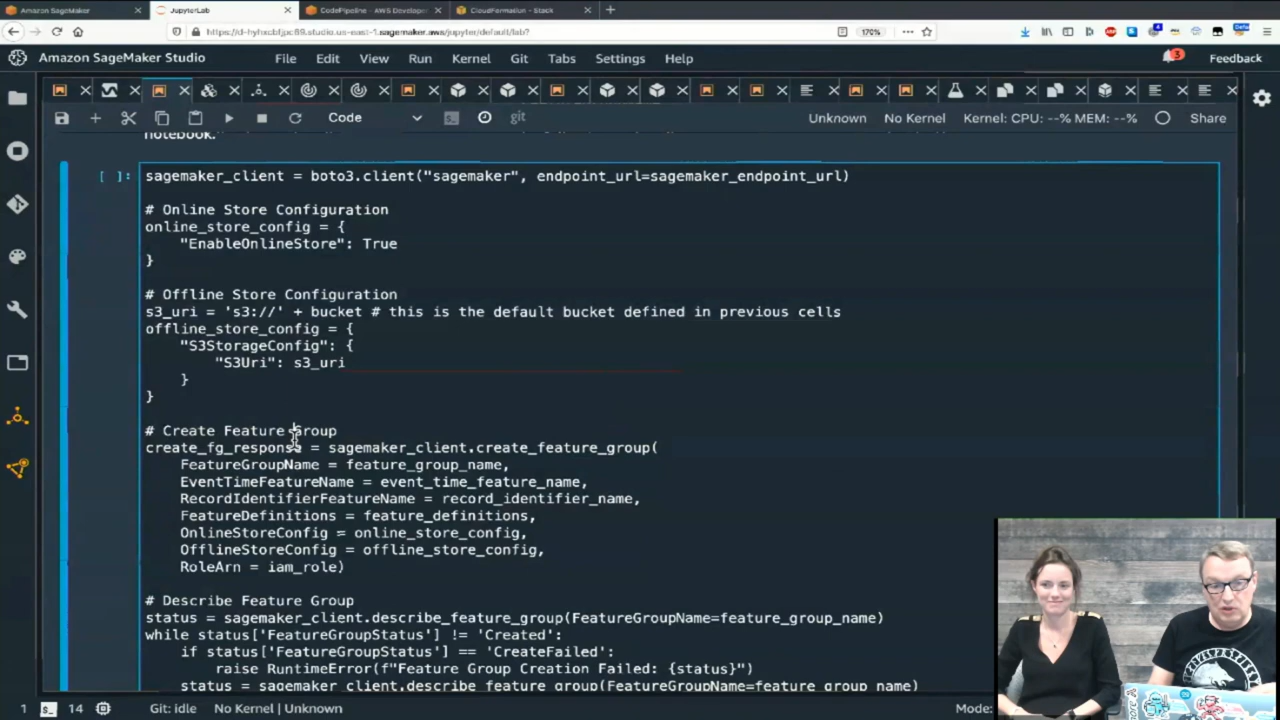 Amazon SageMaker
JupyterLab
CodePipeline - AWS Developer
CloudFormation - Stack
170%
Amazon SageMaker Studio
File Edit View Run Kernel Git Tabs Settings Help
3
Feedback
Code
git
Unknown
No Kernel
Kernel: CPU: --% MEM: --%
Share
notebook.
[ ]:
sagemaker_client = boto3.client("sagemaker", endpoint_url=sagemaker_endpoint_url)
# Online Store Configuration
online_store_config = {
"EnableOnlineStore": True
}
# Offline Store Configuration
s3_uri = 's3://' + bucket # this is the default bucket defined in previous cells
offline_store_config = {
"S3StorageConfig": {
"S3Uri": s3_uri
}
}
# Create Feature Group
create_fg_response = sagemaker_client.create_feature_group(
FeatureGroupName = feature_group_name,
EventTimeFeatureName = event_time_feature_name,
RecordIdentifierFeatureName = record_identifier_name,
FeatureDefinitions = feature_definitions,
OnlineStoreConfig = online_store_config,
OfflineStoreConfig = offline_store_config,
RoleArn = iam_role)
# Describe Feature Group
status = sagemaker_client.describe_feature_group(FeatureGroupName=feature_group_name)
while status['FeatureGroupStatus'] != 'Created':
if status['FeatureGroupStatus'] == 'CreateFailed':
raise RuntimeError(f"Feature Group Creation Failed: {status}")
status = sagemaker_client.describe_feature_group(FeatureGroupName=feature_group_name)
1
14
Git: idle
No Kernel | Unknown
Mode: